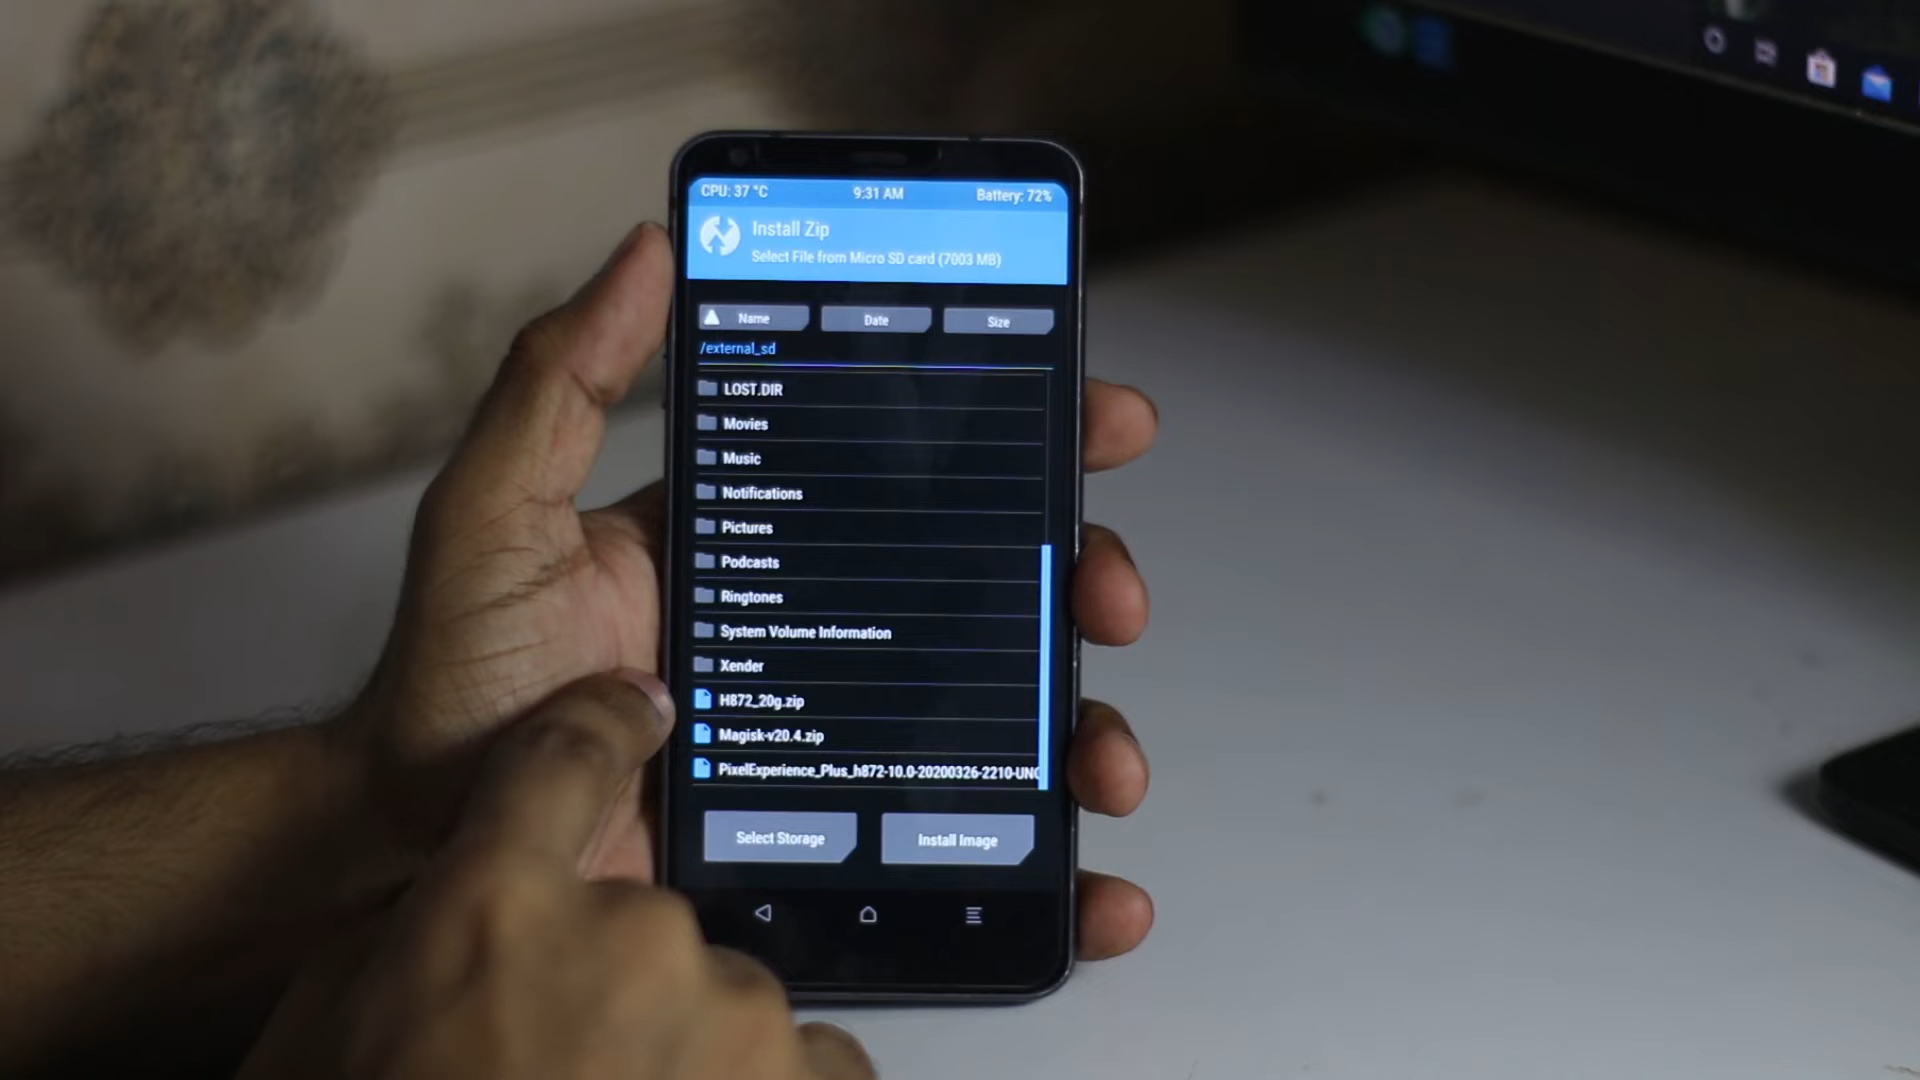 CPU: 37 °C 9:31 AM Battery: 72%
Install Zip
Select File from Micro SD card (7003 MB)
Name Date Size
/external_sd
LOST.DIR
Movies
Music
Notifications
Pictures
Podcasts
Ringtones
System Volume Information
Xender
H872_20g.zip
Magisk-v20.4.zip
PixelExperience_Plus_h872-10.0-20200326-2210-UNO
Select Storage Install Image